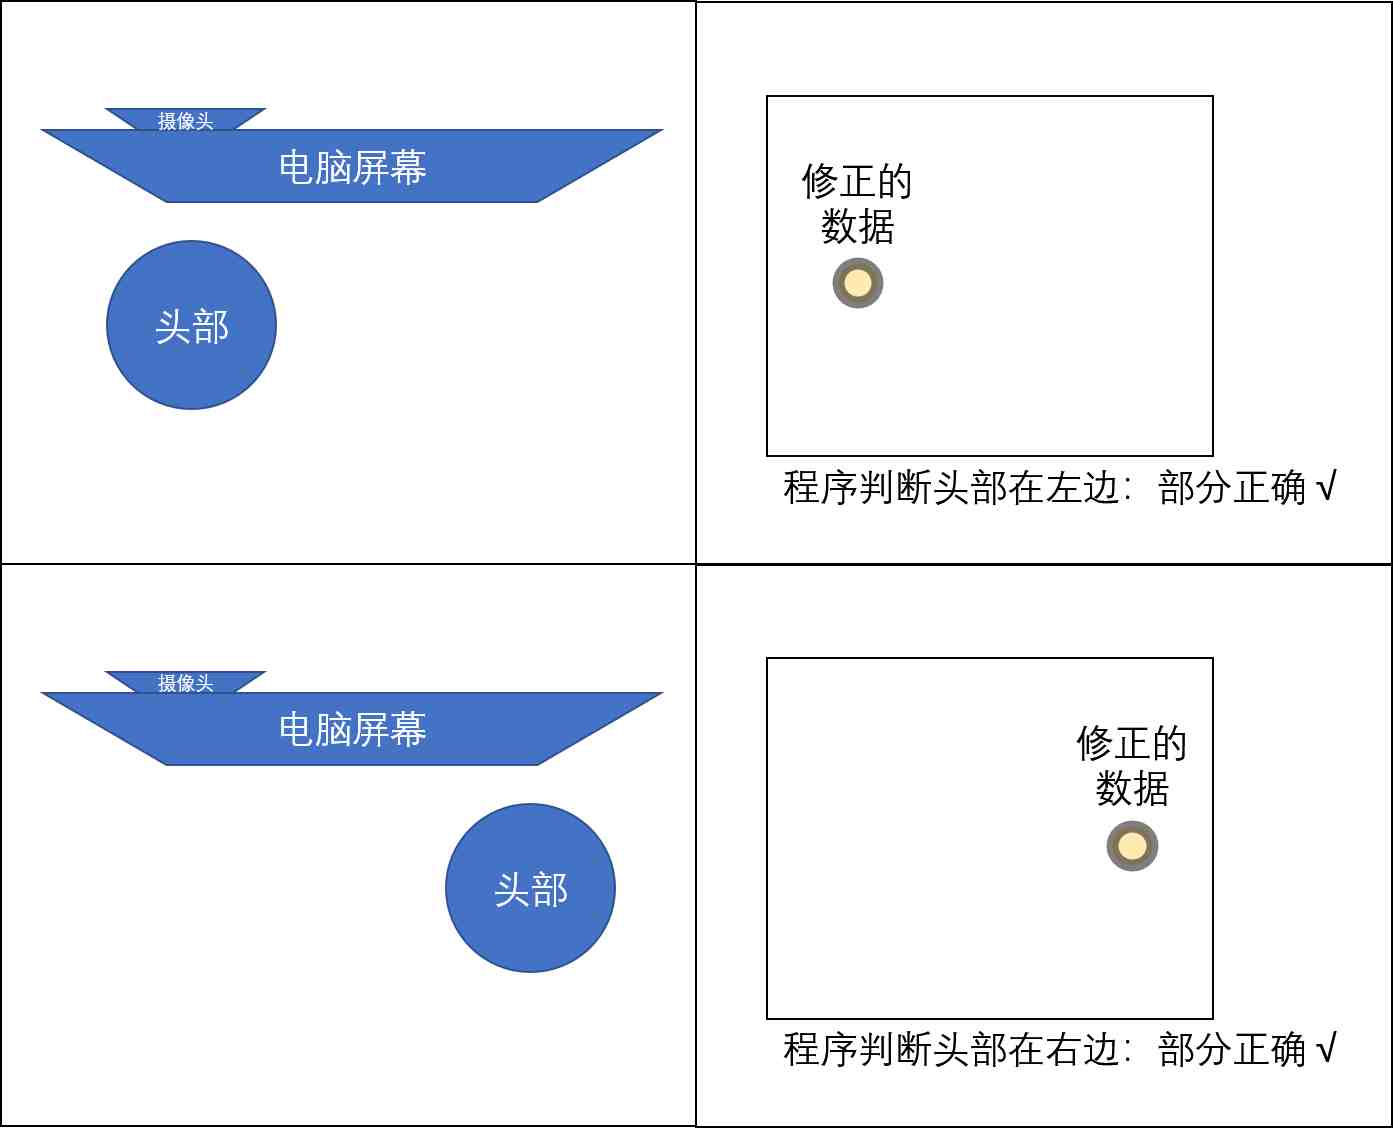 摄像头
电脑屏幕
头部
修正的
数据
程序判断头部在左边：部分正确 √
摄像头
电脑屏幕
头部
修正的
数据
程序判断头部在右边：部分正确 √